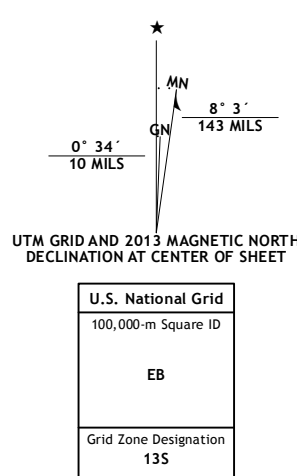 MN
GN
8° 3´
143 MILS
0° 34´
10 MILS
UTM GRID AND 2013 MAGNETIC NORTH
DECLINATION AT CENTER OF SHEET
U.S. National Grid
100,000-m Square ID
EB
Grid Zone Designation
13S